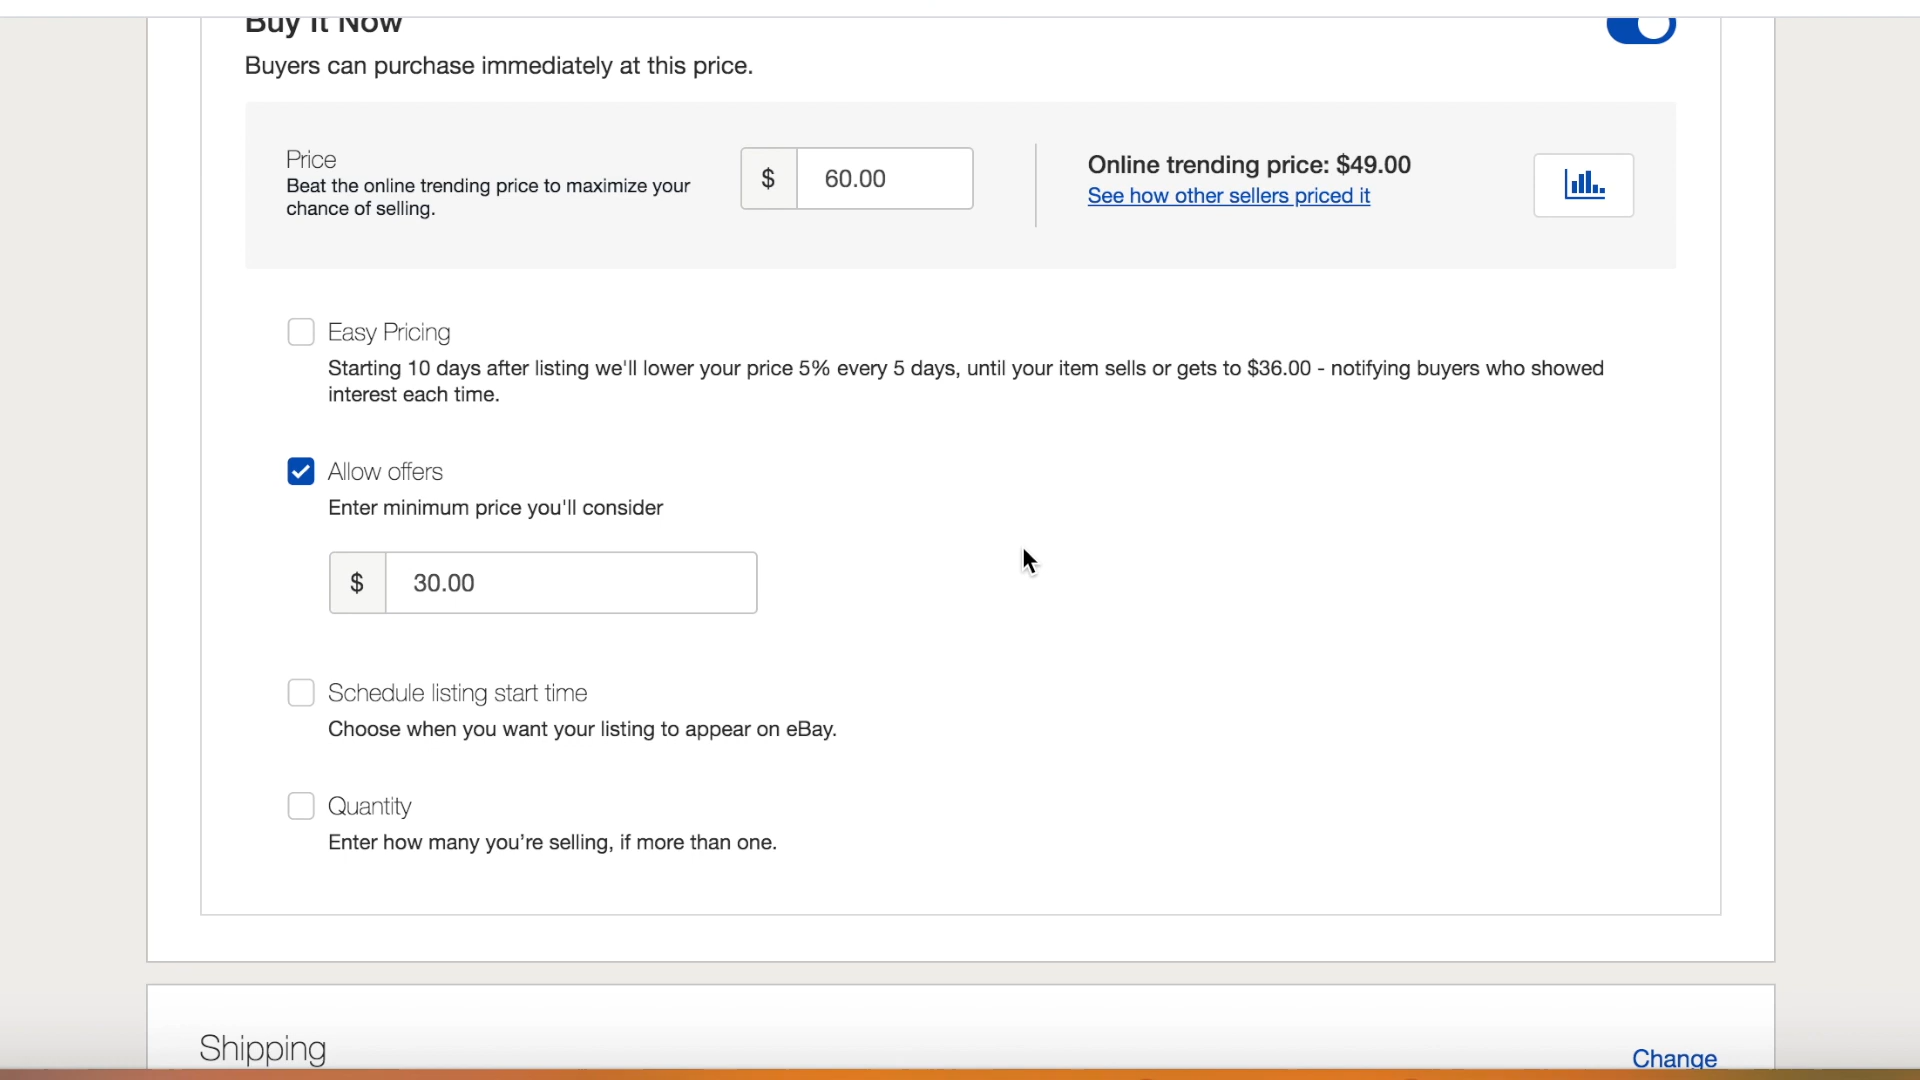 Buy It Now
Buyers can purchase immediately at this price.
Price
Beat the online trending price to maximize your
chance of selling.
$ 60.00
Online trending price: $49.00
See how other sellers priced it
Easy Pricing
Starting 10 days after listing we'll lower your price 5% every 5 days, until your item sells or gets to $36.00 - notifying buyers who showed
interest each time.
Allow offers
Enter minimum price you'll consider
$ 30.00
Schedule listing start time
Choose when you want your listing to appear on eBay.
Quantity
Enter how many you’re selling, if more than one.
Shipping
Change